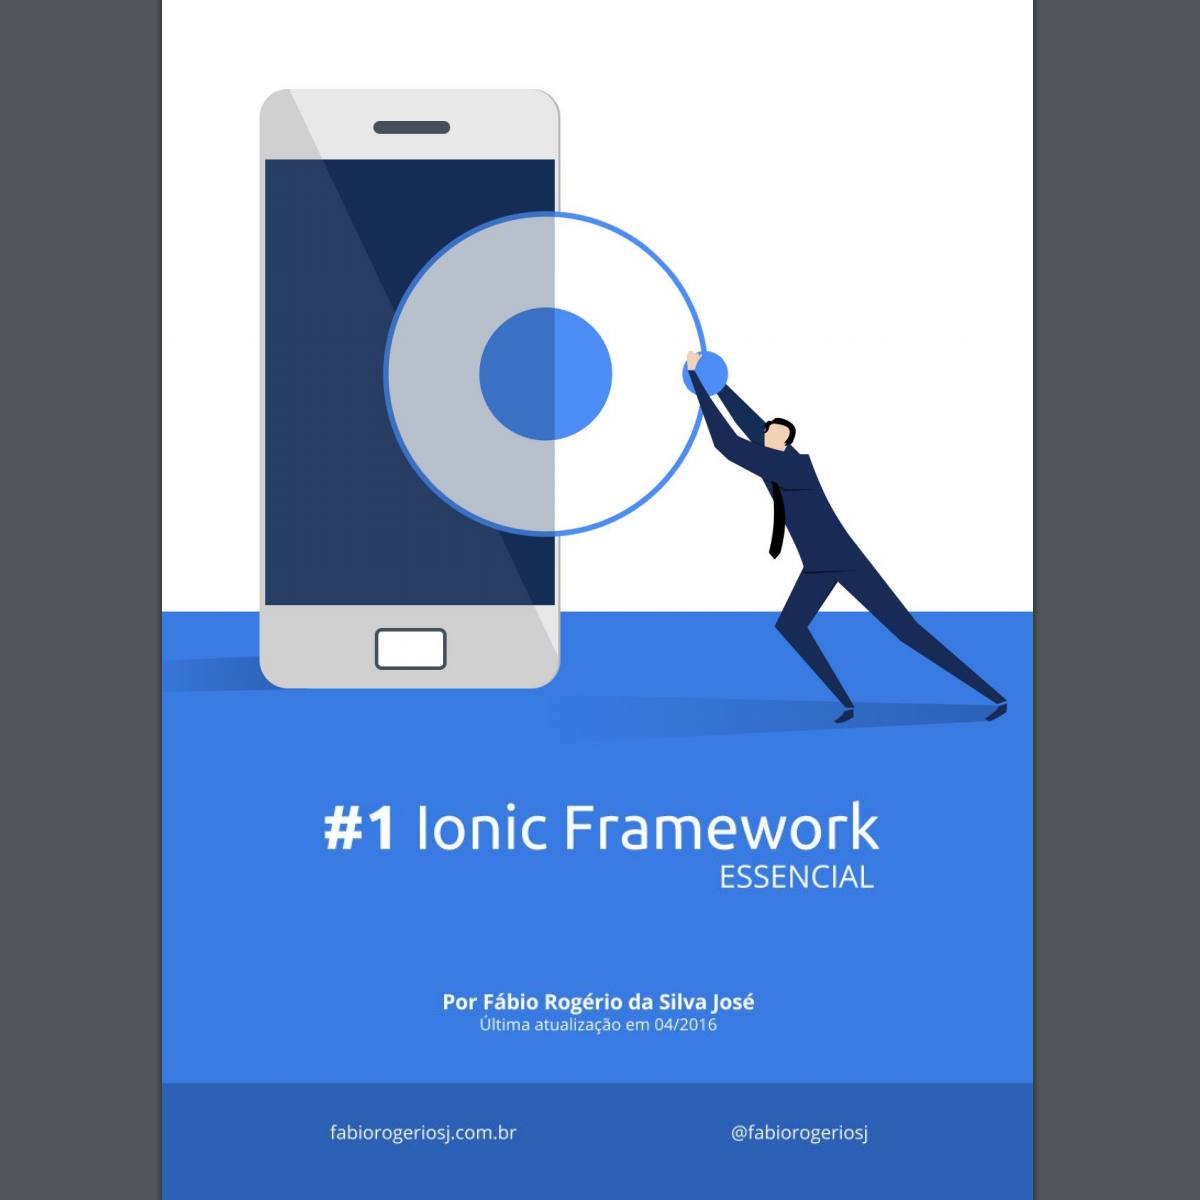 #1 Ionic Framework
ESSENCIAL
Por Fábio Rogério da Silva José
Última atualização em 04/2016
fabiorogeriosj.com.br
@fabiorogeriosj